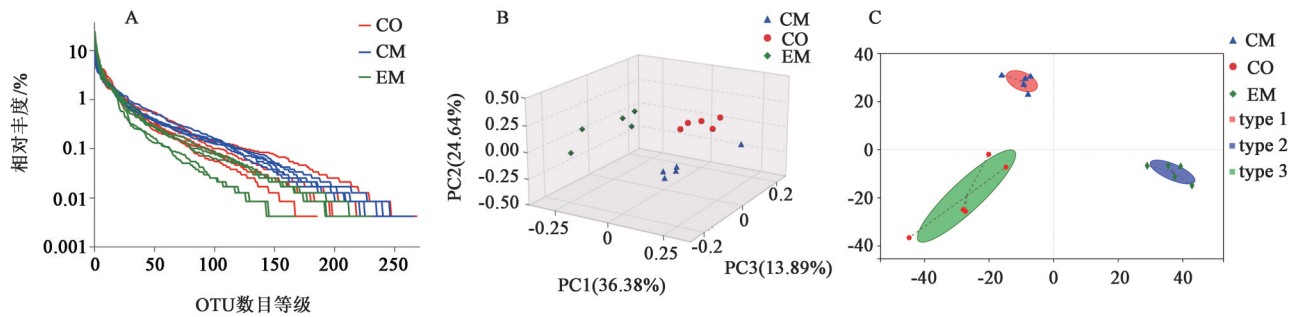 A
CO
CM
EM
相对丰度/%
10
1
0.1
0.01
0.001
0 50 100 150 200 250
OTU数目等级
B
CM
CO
EM
PC2(24.64%)
0.50
0.25
0.00
-0.25
-0.50
-0.25 0 0.25
PC1(36.38%)
-0.2 0 0.2
PC3(13.89%)
C
CM
CO
EM
type 1
type 2
type 3
40
20
0
-20
-40
-40 -20 0 20 40